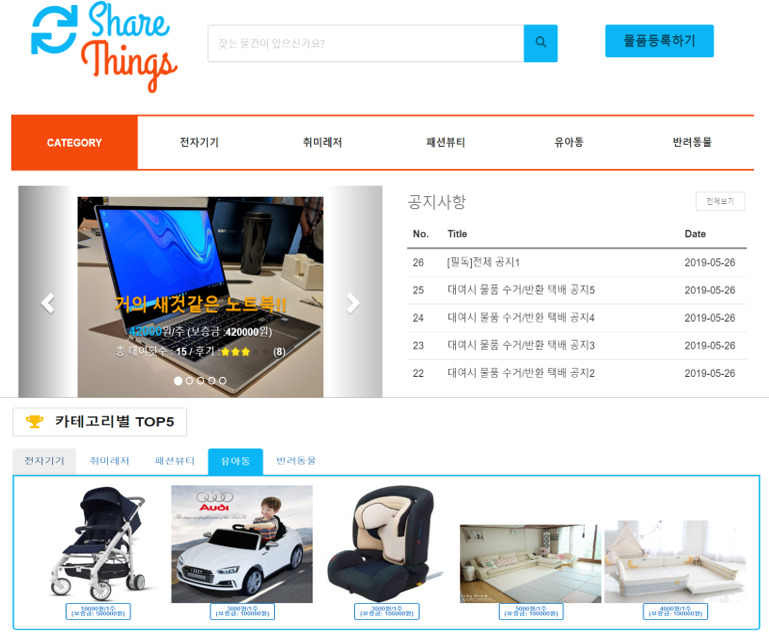 Share
Things
찾는 물건이 있으신가요?
물품등록하기
CATEGORY 전자기기 취미레저 패션뷰티 유아동 반려동물
거의 새것같은 노트북!!
42000원/주 (보증금 :420000원)
총 대여횟수 : 15 / 후기 : (8)
공지사항
전체보기
No. Title Date
26 [필독]전체 공지1 2019-05-26
25 대여시 물품 수거/반환 택배 공지5 2019-05-26
24 대여시 물품 수거/반환 택배 공지4 2019-05-26
23 대여시 물품 수거/반환 택배 공지3 2019-05-26
22 대여시 물품 수거/반환 택배 공지2 2019-05-26
카테고리별 TOP5
전자기기 취미레저 패션뷰티 유아동 반려동물
Audi
10000원/1주
(보증금: 500000원)
3000원/1주
(보증금: 100000원)
3000원/1주
(보증금: 100000원)
5000원/1주
(보증금: 100000원)
4000원/1주
(보증금: 100000원)